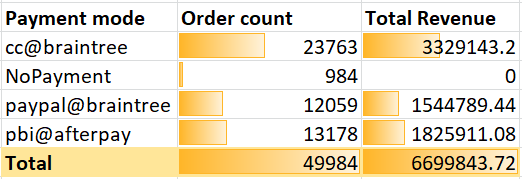 Payment mode Order count Total Revenue
cc@braintree 23763 3329143.2
NoPayment 984 0
paypal@braintree 12059 1544789.44
pbi@afterpay 13178 1825911.08
Total 49984 6699843.72